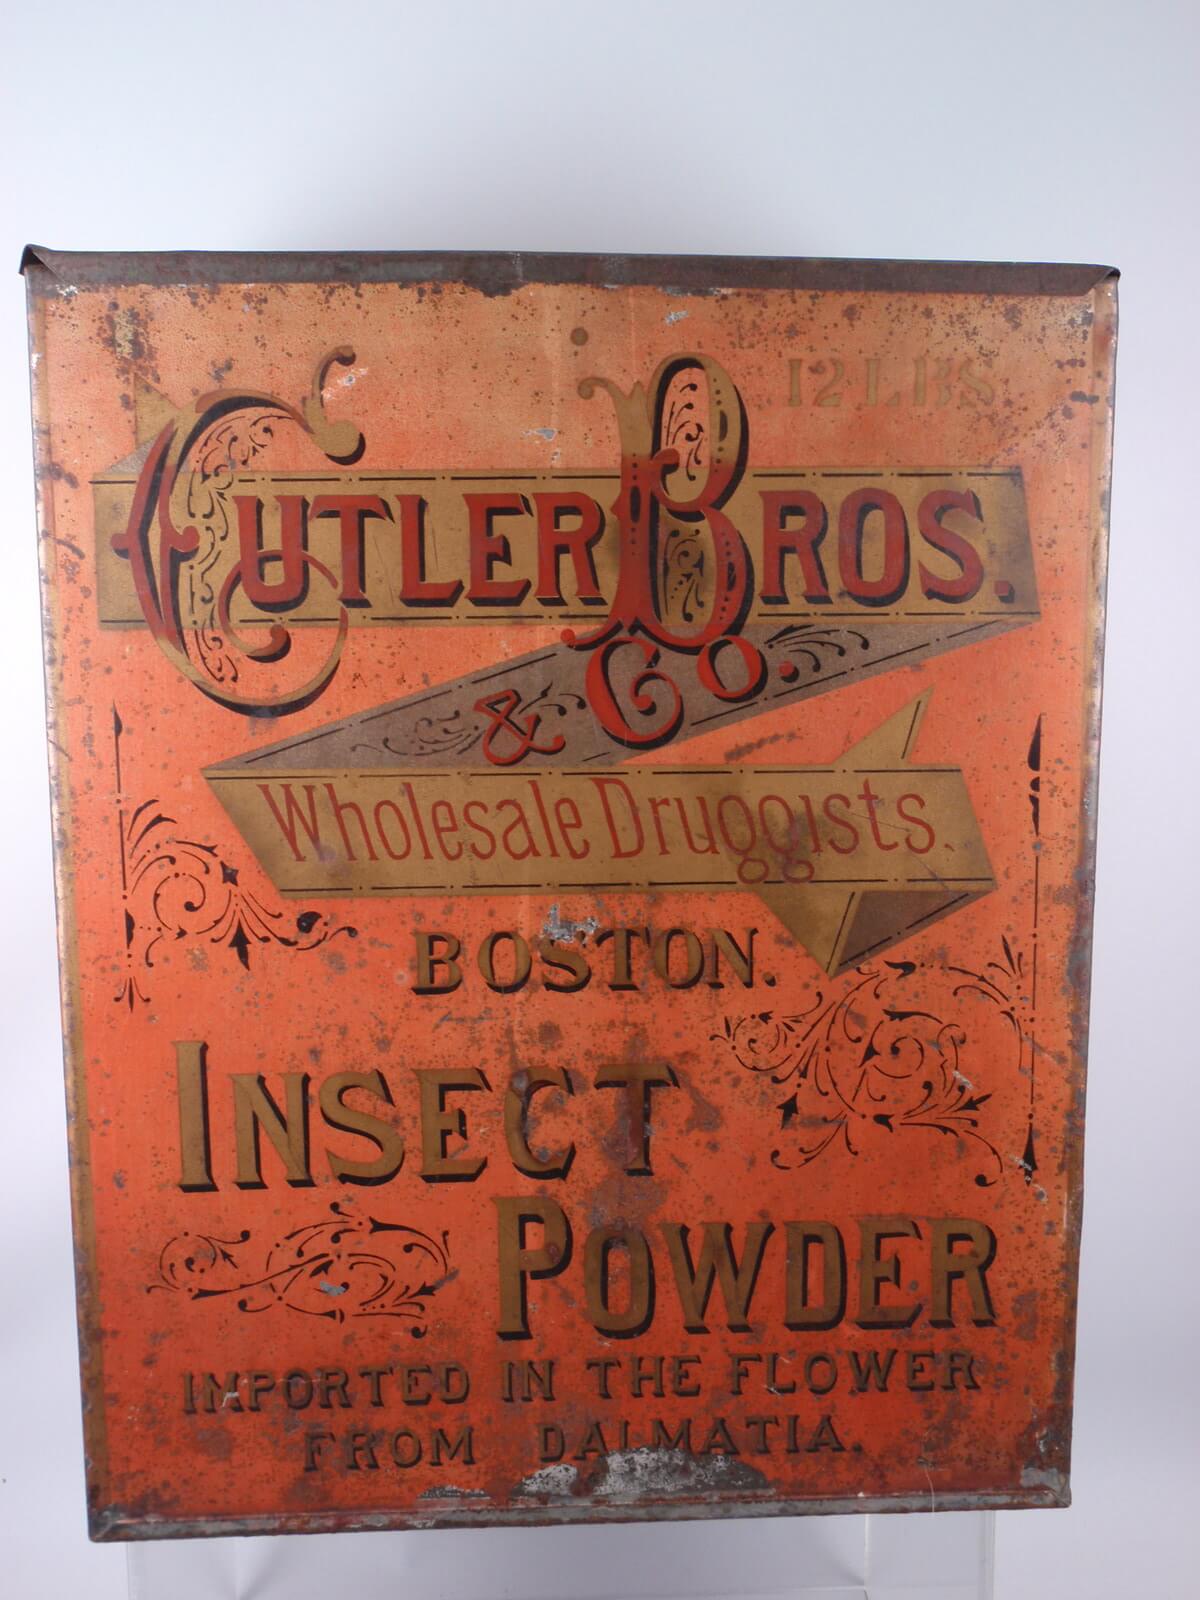 12 LBS
CUTLER BROS.
& Co.
Wholesale Druggists.
BOSTON.
INSECT
POWDER
IMPORTED IN THE FLOWER
FROM DALMATIA.